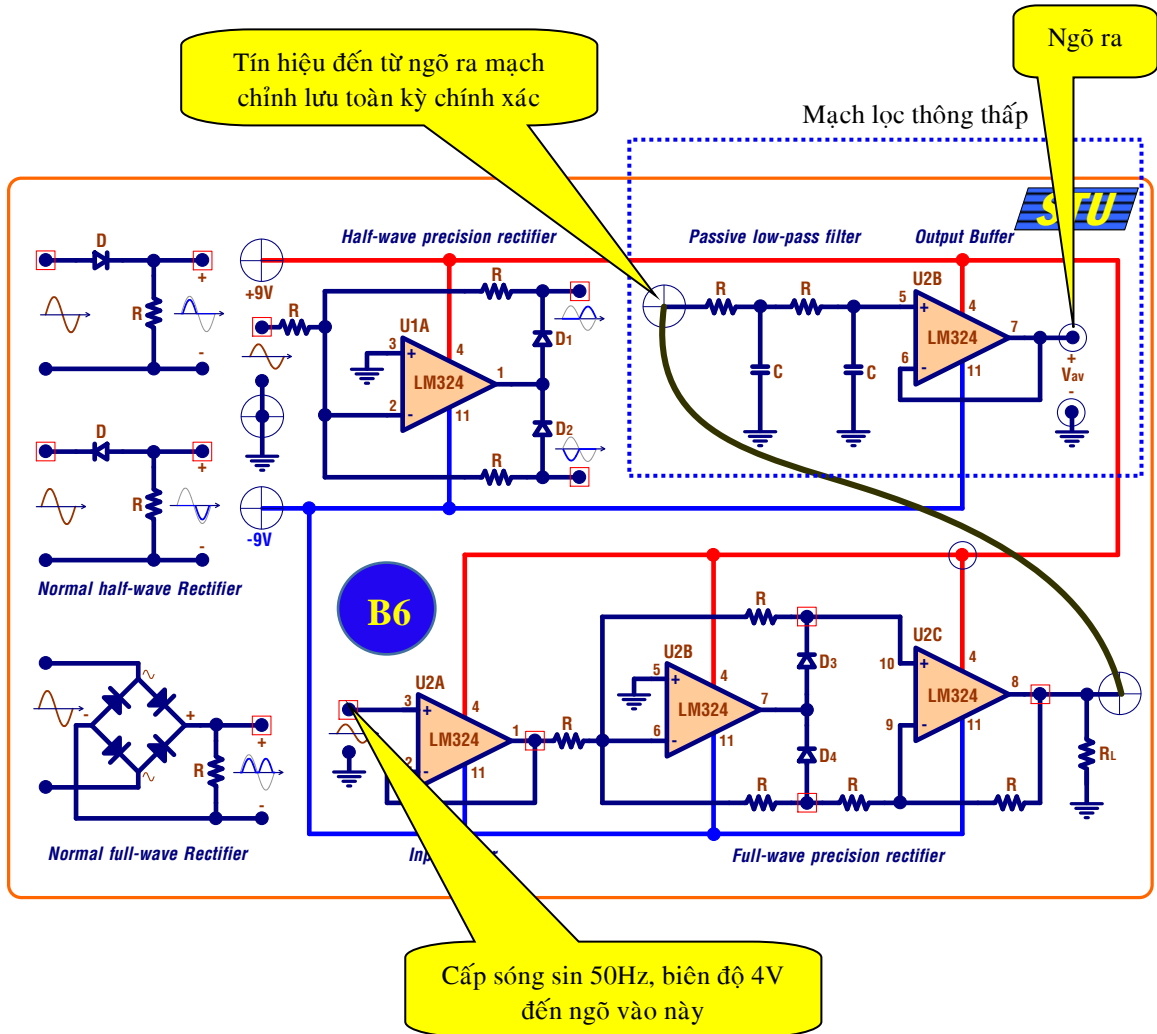 Tín hiệu đến từ ngõ ra mạch
chỉnh lưu toàn kỳ chính xác
Ngõ ra
Mạch lọc thông thấp
STU
D
+
R
-
+9V
Half-wave precision rectifier
R
R
U1A
3
+
4
LM324
1
2
-
11
D1
D2
R
Passive low-pass filter
Output Buffer
R
R
C
C
U2B
5
+
4
LM324
7
6
-
11
+
Vav
-
D
+
R
-
-9V
Normal half-wave Rectifier
B6
~
-
+
~
R
+
-
Normal full-wave Rectifier
U2A
3
+
4
LM324
1
2
-
11
R
R
U2B
5
+
4
LM324
7
6
-
11
D3
D4
R
R
R
U2C
10
+
4
LM324
8
9
-
11
RL
Full-wave precision rectifier
Cấp sóng sin 50Hz, biên độ 4V
đến ngõ vào này